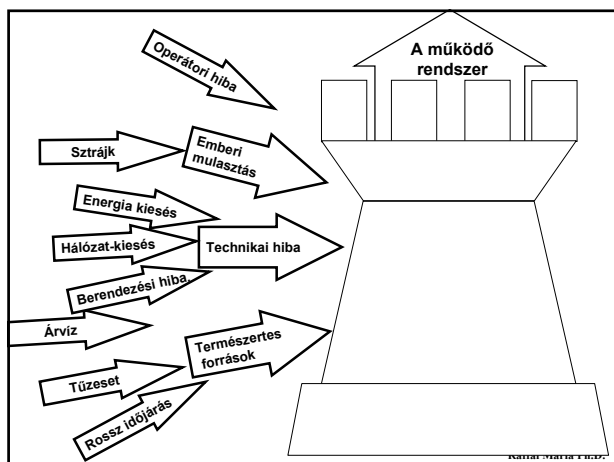 A működő
rendszer
Operátori hiba
Sztrájk
Emberi
mulasztás
Energia kiesés
Hálózat-kiesés
Technikai hiba
Berendezési hiba,
Árvíz
Természertes
források
Tűzeset
Rossz időjárás